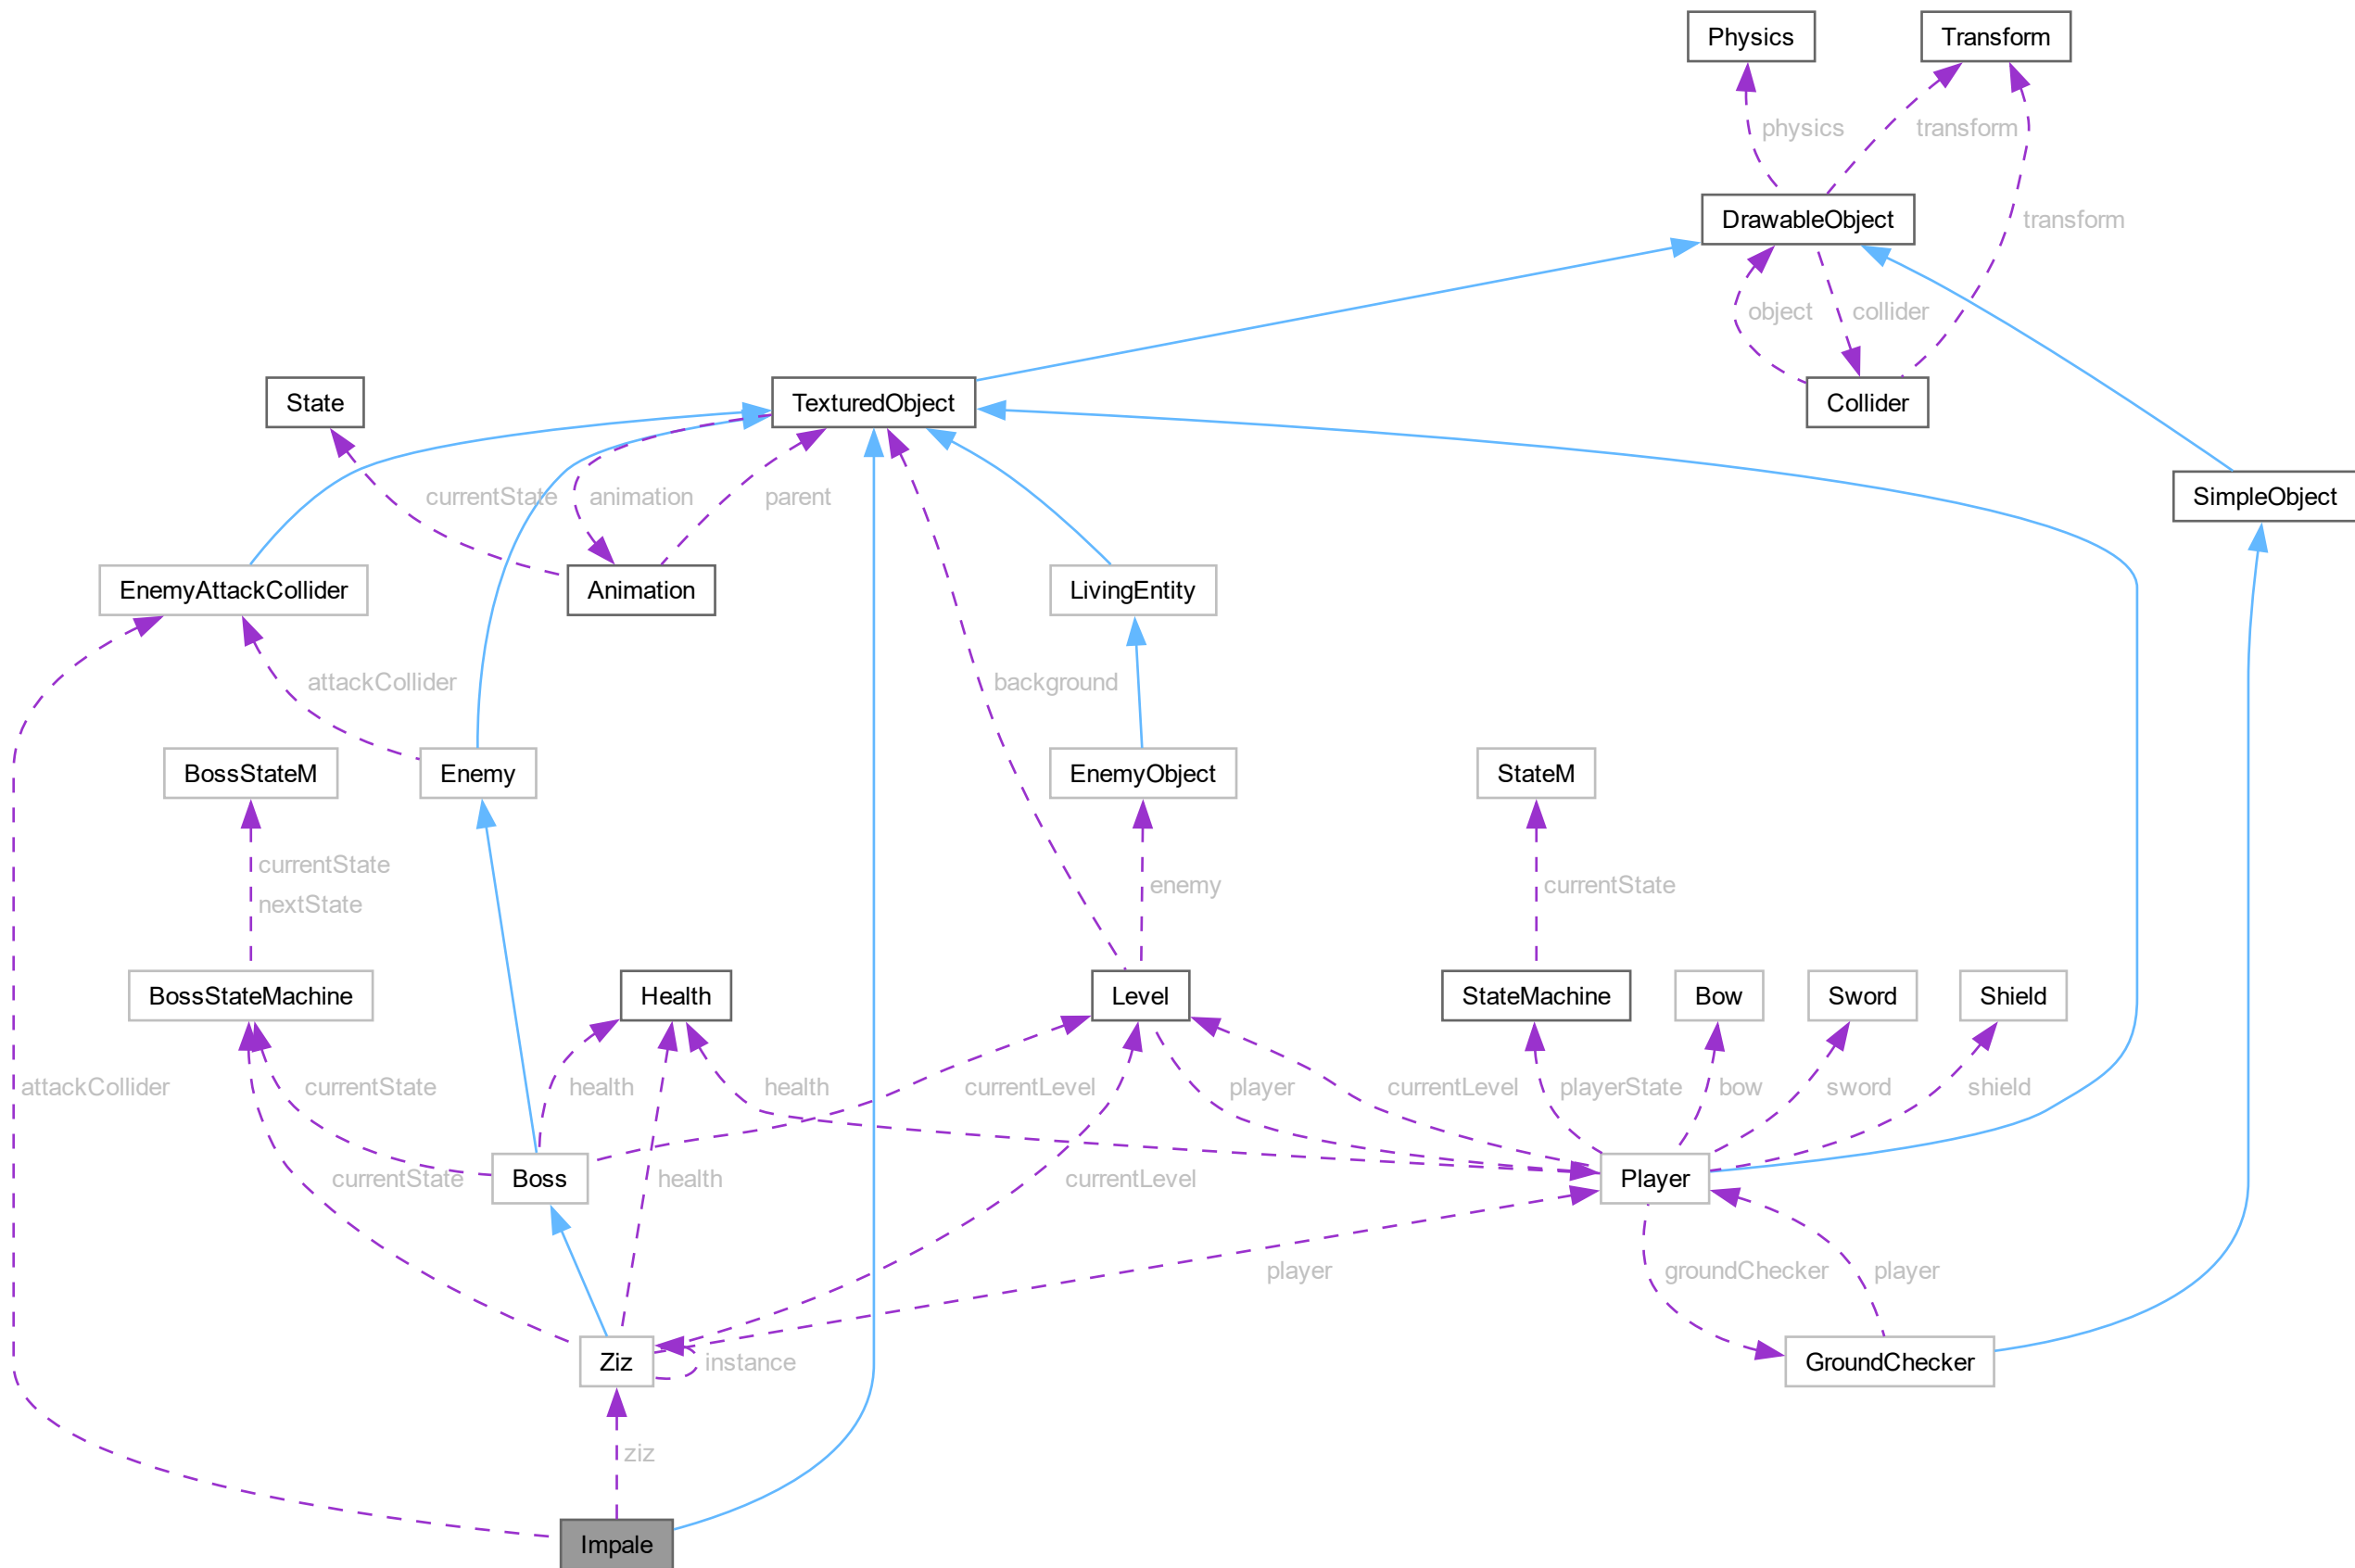 Physics
Transform
physics
transform
DrawableObject
transform
object
collider
State
TexturedObject
Collider
currentState
animation
parent
SimpleObject
EnemyAttackCollider
Animation
LivingEntity
attackCollider
background
BossStateM
Enemy
EnemyObject
StateM
currentState
nextState
enemy
currentState
BossStateMachine
Health
Level
StateMachine
Bow
Sword
Shield
attackCollider
currentState
health
health
currentLevel
player
currentLevel
playerState
bow
sword
shield
currentState
Boss
health
currentLevel
Player
player
groundChecker
player
Ziz
instance
GroundChecker
ziz
Impale